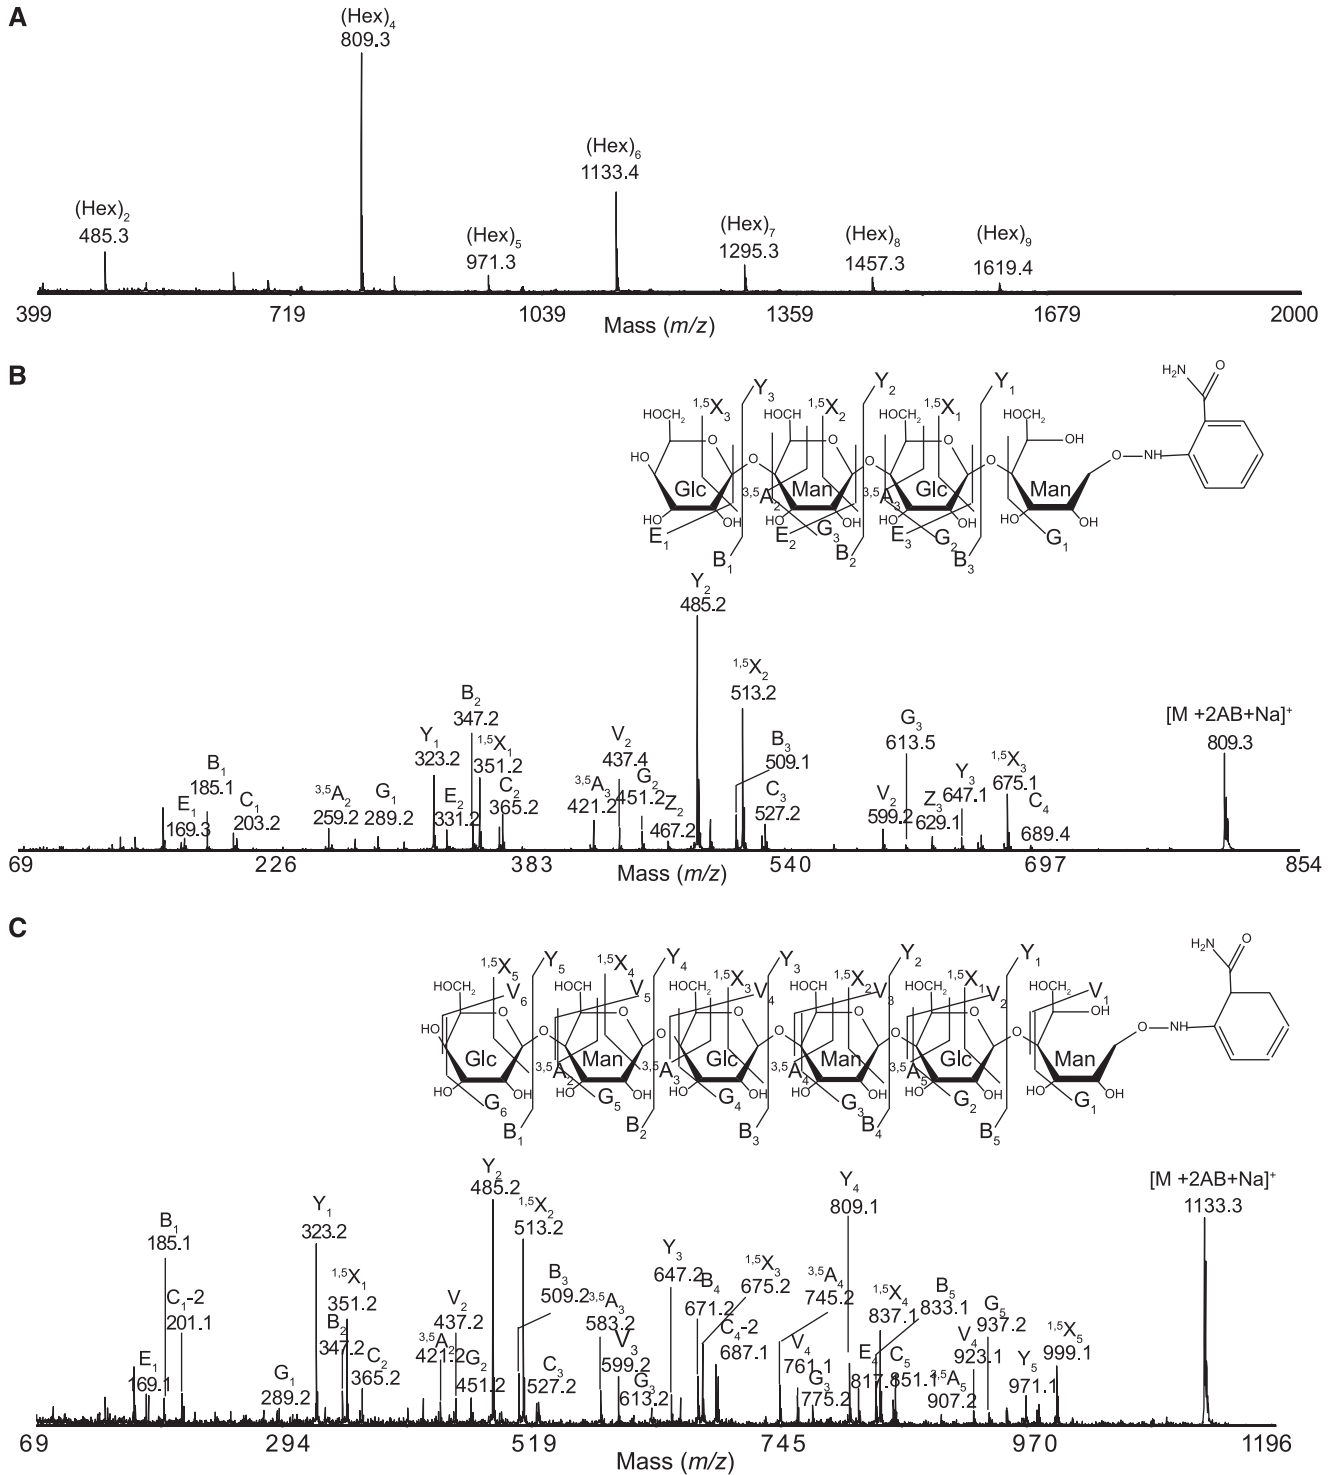 A
(Hex)4
809.3
(Hex)6
1133.4
(Hex)2
485.3
(Hex)5
971.3
(Hex)7
1295.3
(Hex)8
1457.3
(Hex)9
1619.4
399 719 1039 1359 1679 2000
Mass (m/z)
B
H2N O
Y3 Y2 Y1
1,5X3 1,5X2 1,5X1
HOCH2 HOCH HOCH2 HOCH2
HO O O O OH
O O O O NH
Glc Man Glc Man
3,5A2 3,5A3
HO OH HO OH HO OH HO OH
E1 E2 G3 E3 G2 G1
B1 B2 B3
Y2
485.2
1,5X2
513.2
B2
347.2
Y1
323.2
1,5X1
351.2
B1
185.1
E1
169.3
C1
203.2
3,5A2
259.2
G1
289.2
E2
331.2
C2
365.2
3,5A3
421.2
V2
437.4
G2
451.2
Z2
467.2
B3
509.1
C3
527.2
V2
599.2
G3
613.5
Z3
629.1
Y3
647.1
1,5X3
675.1
C4
689.4
[M +2AB+Na]+
809.3
69 226 383 540 697 854
Mass (m/z)
C
H2N O
Y5 Y4 Y3 Y2 Y1
1,5X5 1,5X4 1,5X3 1,5X2 1,5X1
V6 V5 V4 V3 V2 V1
HOCH2 HOCH HOCH2 HOCH HOCH2 HOCH2
HO O O O O O OH
O O O O O O NH
Glc Man Glc Man Glc Man
3,5A2 3,5A3 3,5A4 3,5A5
HO OH HO OH HO OH HO OH HO OH HO OH
G6 G5 G4 G3 G2 G1
B1 B2 B3 B4 B5
B1
185.1
C1-2
201.1
E1
169.1
G1
289.2
Y1
323.2
1,5X1
351.2
B2
347.2
C2
365.2
3,5A2
421.2
V2
437.2
G2
451.2
Y2
485.2
1,5X2
513.2
B3
509.2
C3
527.2
3,5A3
583.2
V3
599.2
G3
613.2
Y3
647.2
B4
671.2
1,5X3
675.2
C4-2
687.1
3,5A4
745.2
V4
761.1
G3
775.2
Y4
809.1
E4
817.1
1,5X4
837.1
B5
833.1
C5
851.1
3,5A5
907.2
V4
923.1
G5
937.2
Y5
971.1
1,5X5
999.1
[M +2AB+Na]+
1133.3
69 294 519 745 970 1196
Mass (m/z)